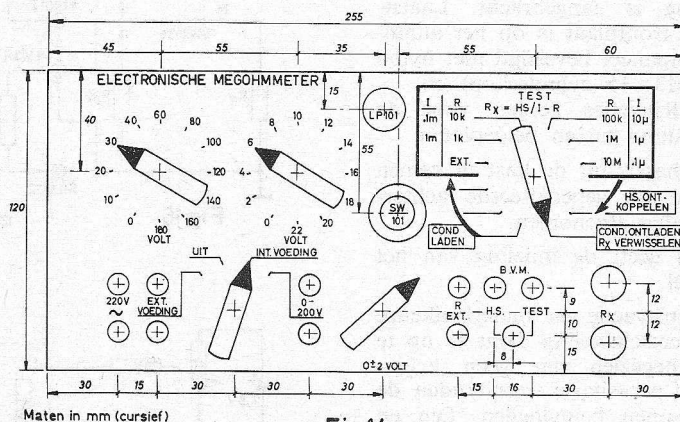 255
45 55 35 55 60
ELECTRONISCHE MEGOHMMETER
15
LP101
TEST
RX = HS/I - R
I R R I
.1m 10k 100k 10µ
1m 1k 1M 1µ
EXT. 10M .1µ
40
55
120
0 10 20 30 40 60 80 100 120 140 160 180
VOLT
0 2 4 6 8 10 12 14 16 18 20 22
VOLT
SW
101
COND
LADEN
HS. ONT-
KOPPELEN
COND. ONTLADEN
RX VERWISSELEN
UIT INT. VOEDING
220V
~
EXT.
VOEDING
0-
200V
B.V.M.
R
EXT.
H.S. TEST
8
9
10
15
RX
12
12
0±2 VOLT
30 15 30 30 30 15 16 30 30
Maten in mm (cursief)